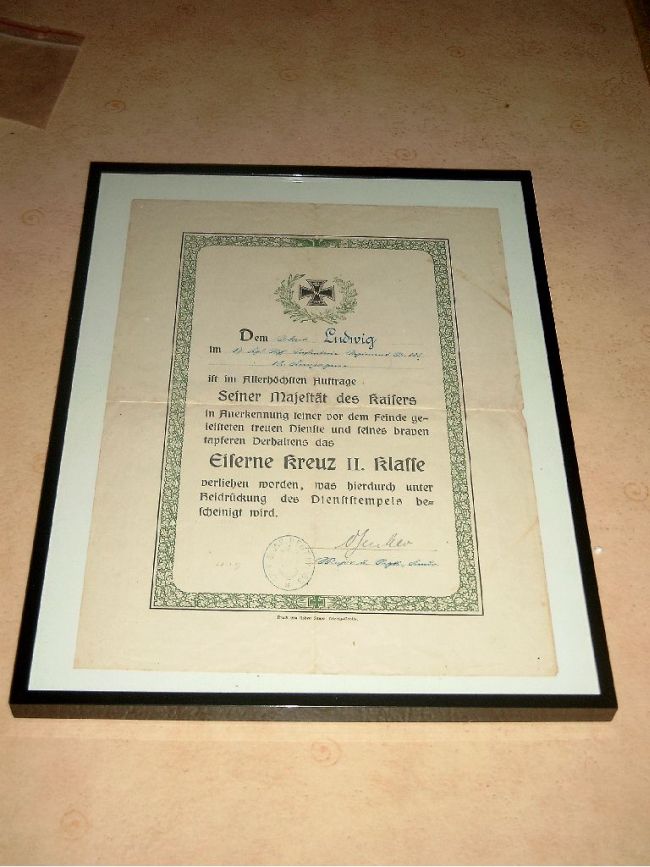 Dem Ludwig
im Infanterie Regiment
ist im Allerhöchsten Auftrage
Seiner Majestät des Kaisers
in Anerkennung seiner vor dem Feinde ge=
leisteten treuen Dienste und seines braven
tapferen Verhaltens das
Eiserne Kreuz II. Klasse
verliehen worden, was hierdurch unter
Beidrückung des Dienststempels be=
scheinigt wird.